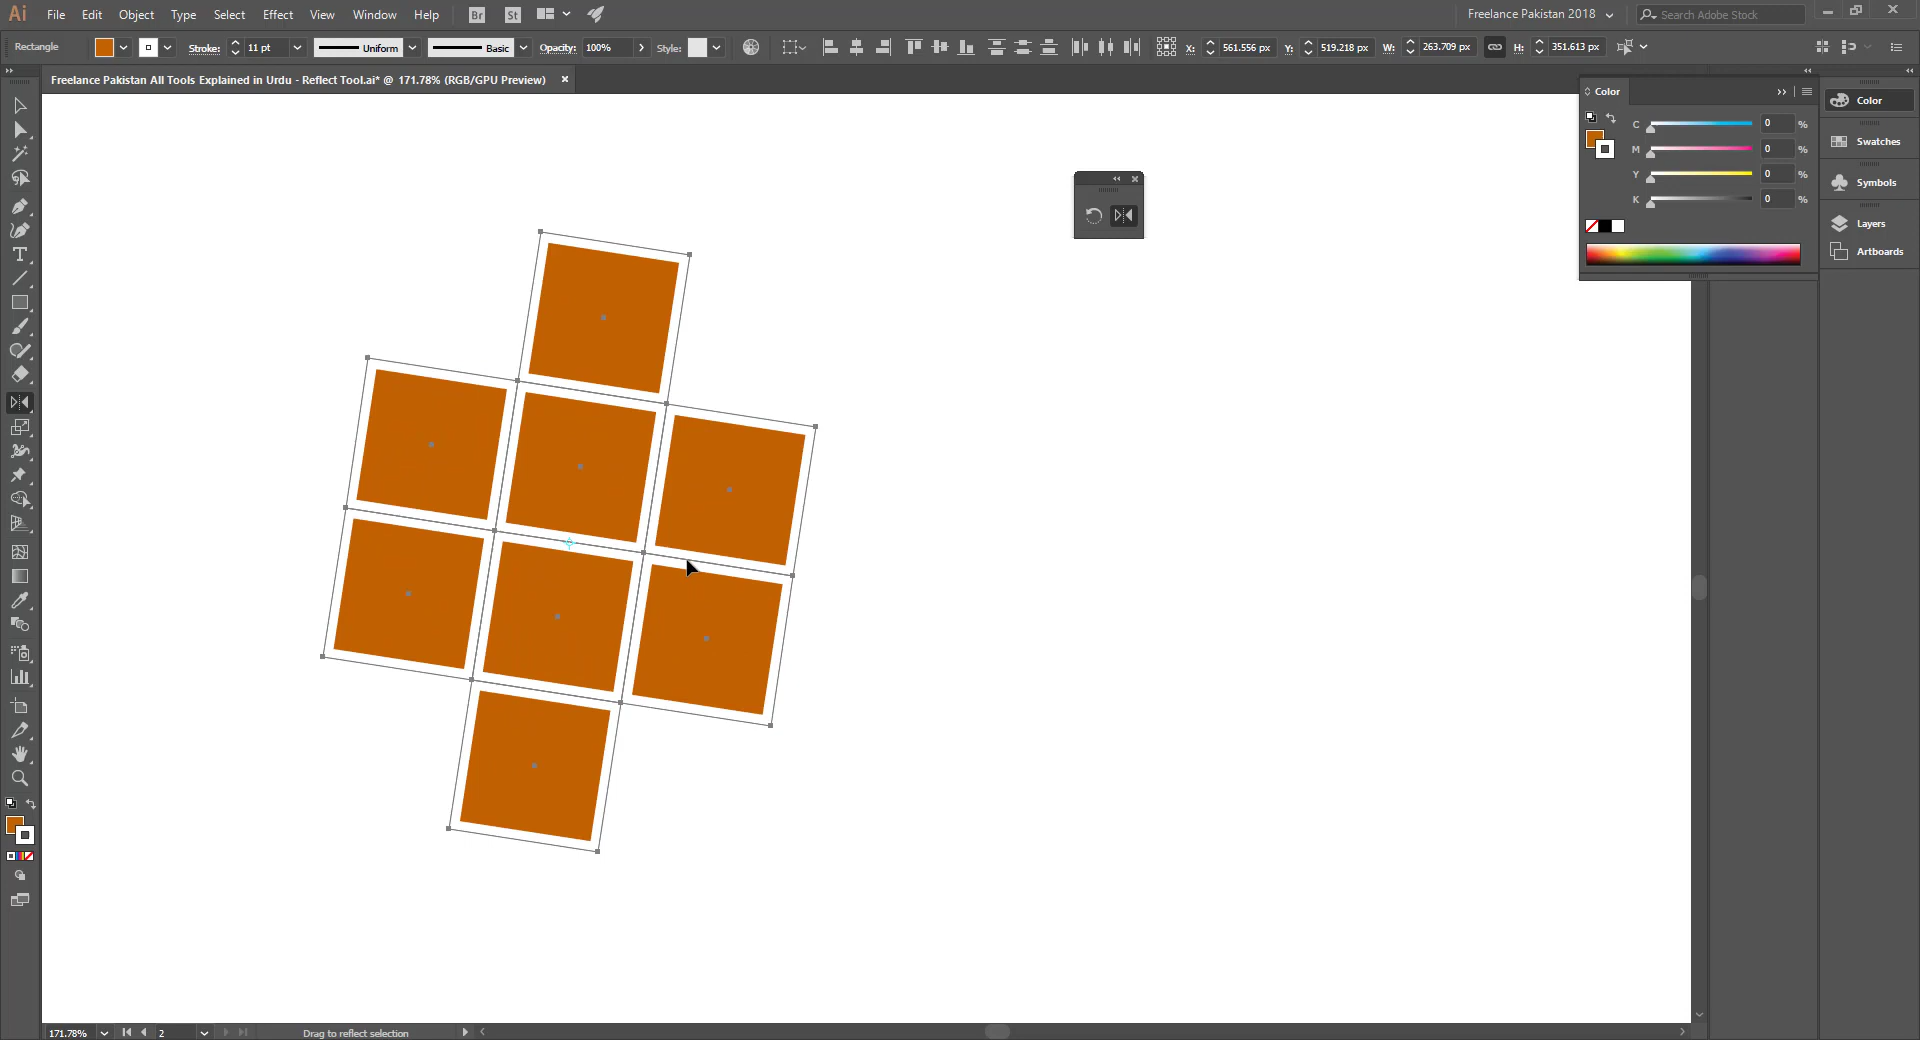 Ai File Edit Object Type Select Effect View Window Help Br St Freelance Pakistan 2018 Search Adobe Stock
Rectangle Stroke: 11 pt Uniform Basic Opacity: 100% Style: X: 561.556 px Y: 519.218 px W: 263.709 px H: 351.613 px
Freelance Pakistan All Tools Explained in Urdu - Reflect Tool.ai* @ 171.78% (RGB/GPU Preview)
Color
C 0 %
M 0 %
Y 0 %
K 0 %
Color
Swatches
Symbols
Layers
Artboards
171.78% 2 Drag to reflect selection